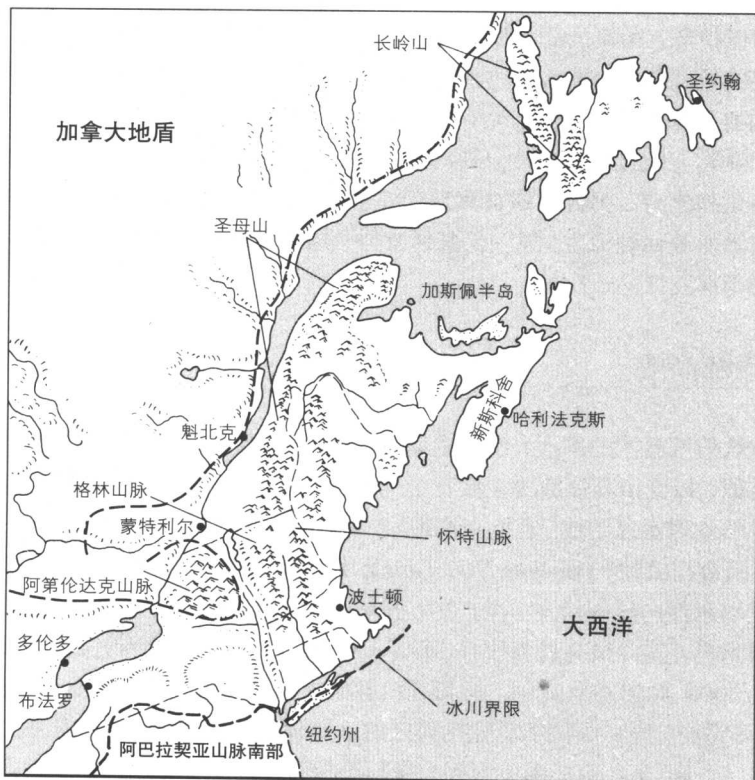 长岭山
圣约翰
加拿大地盾
圣母山
加斯佩半岛
新斯科舍
哈利法克斯
魁北克
格林山脉
蒙特利尔
怀特山脉
阿第伦达克山脉
波士顿
大西洋
多伦多
布法罗
冰川界限
纽约州
阿巴拉契亚山脉南部